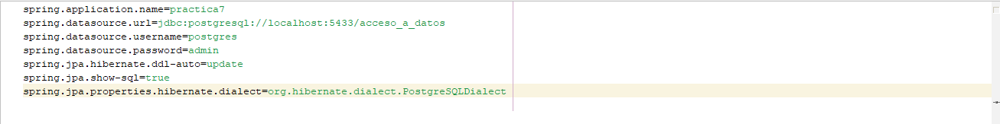 spring.application.name=practica7
spring.datasource.url=jdbc:postgresql://localhost:5433/acceso_a_datos
spring.datasource.username=postgres
spring.datasource.password=admin
spring.jpa.hibernate.ddl-auto=update
spring.jpa.show-sql=true
spring.jpa.properties.hibernate.dialect=org.hibernate.dialect.PostgreSQLDialect